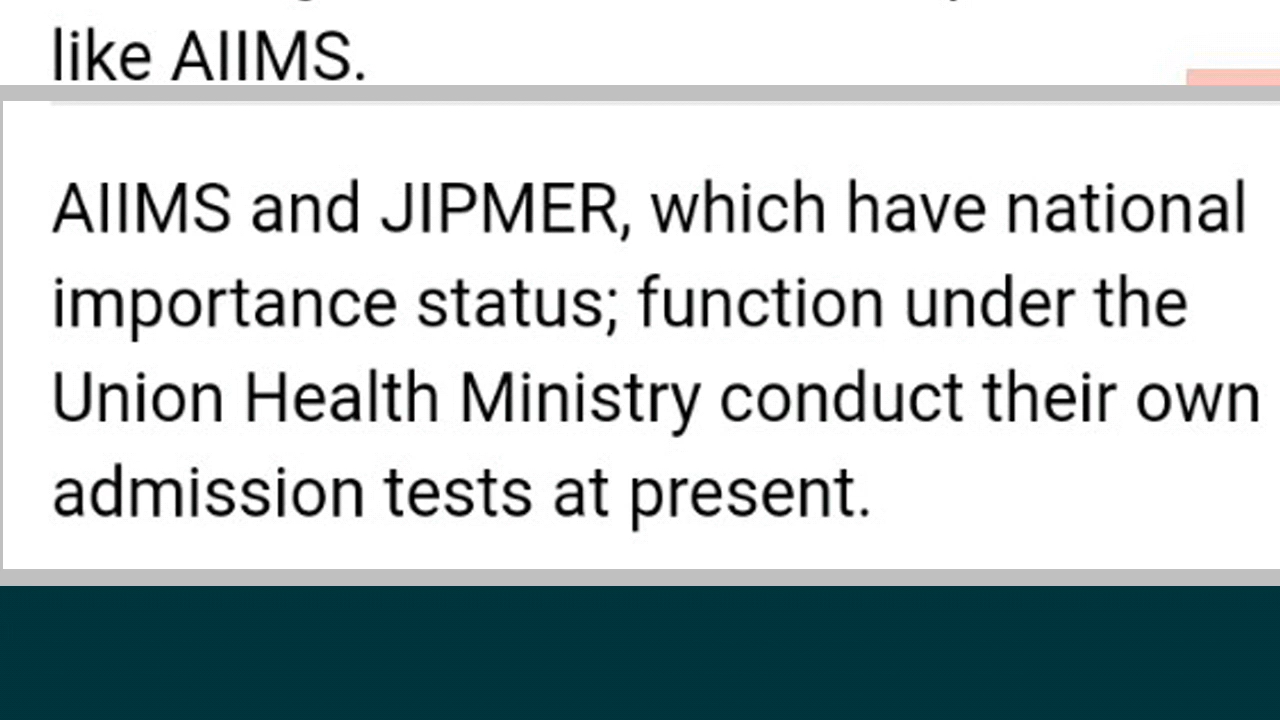 like AIIMS.
AIIMS and JIPMER, which have national
importance status; function under the
Union Health Ministry conduct their own
admission tests at present.